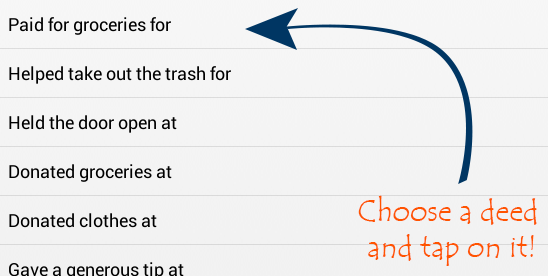 Paid for groceries for
Helped take out the trash for
Held the door open at
Donated groceries at
Donated clothes at
Gave a generous tip at
Choose a deed
and tap on it!